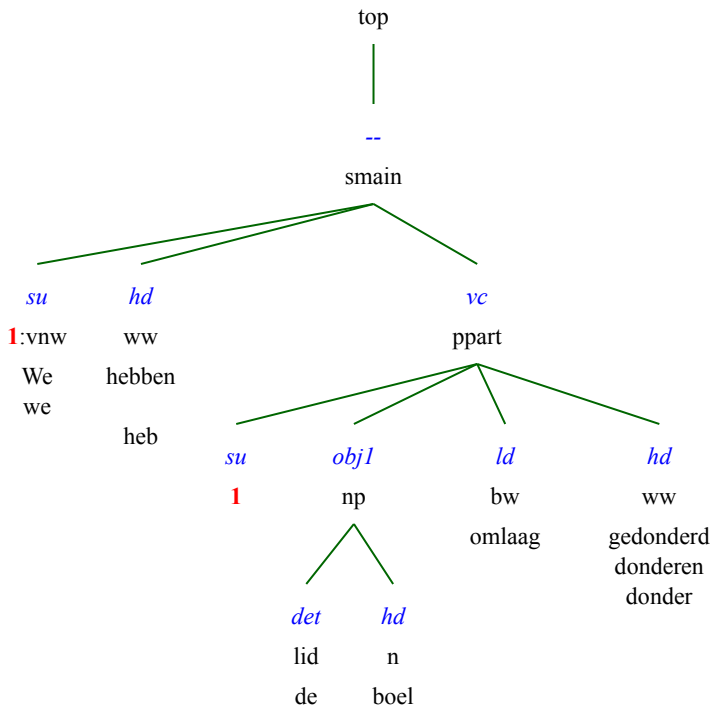 top
--
smain
su hd vc
1:vnw ww ppart
We hebben
we
heb
su obj1 ld hd
1 np bw ww
omlaag gedonderd
donderen
donder
det hd
lid n
de boel